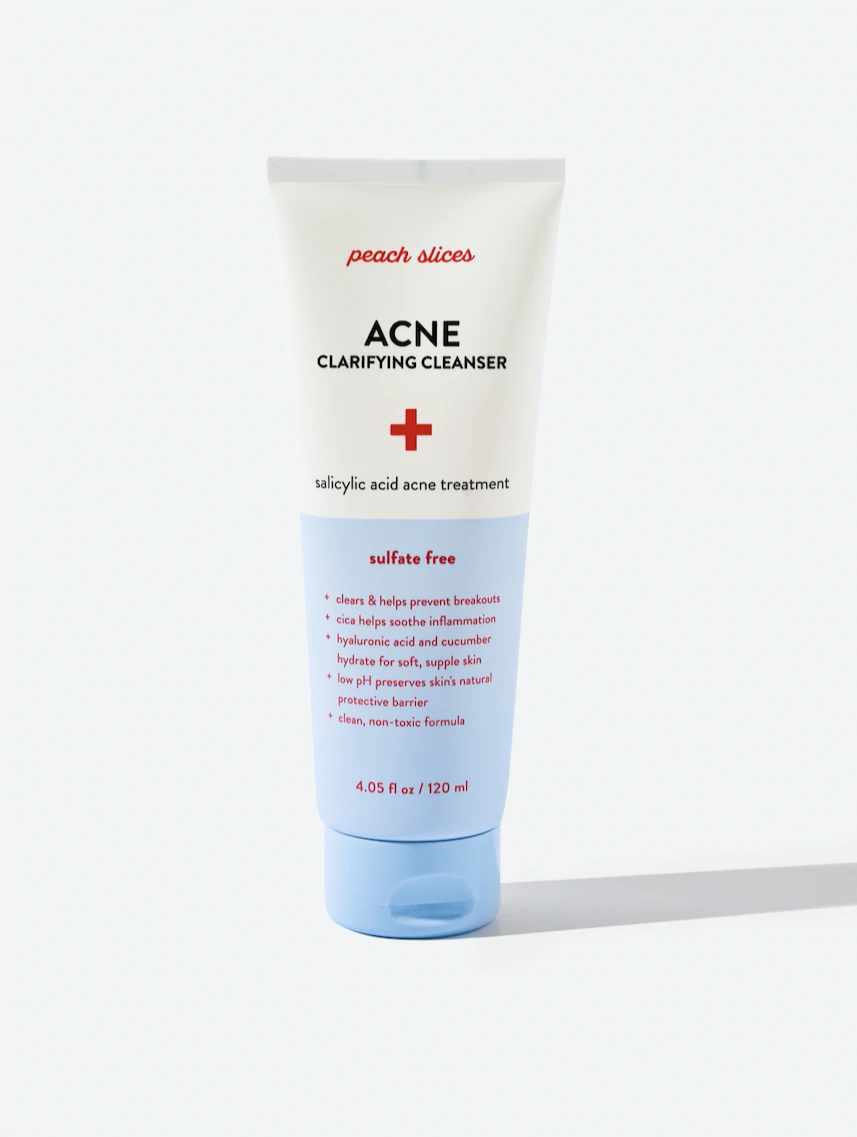 peach slices
ACNE
CLARIFYING CLEANSER
salicylic acid acne treatment
sulfate free
+ clears & helps prevent breakouts
+ cica helps soothe inflammation
+ hyaluronic acid and cucumber
hydrate for soft, supple skin
+ low pH preserves skin's natural
protective barrier
+ clean, non-toxic formula
4.05 fl oz / 120 ml